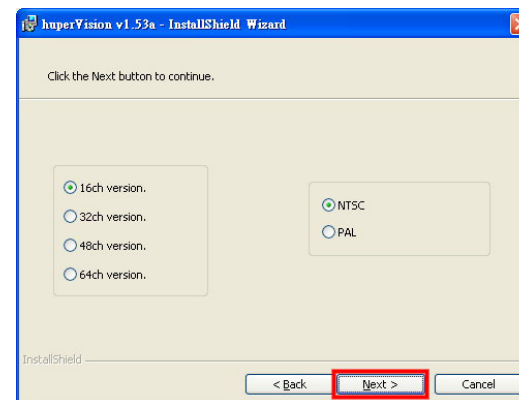 huperVision v1.53a - InstallShield Wizard
Click the Next button to continue.
16ch version.
32ch version.
48ch version.
64ch version.
NTSC
PAL
InstallShield
< Back
Next >
Cancel